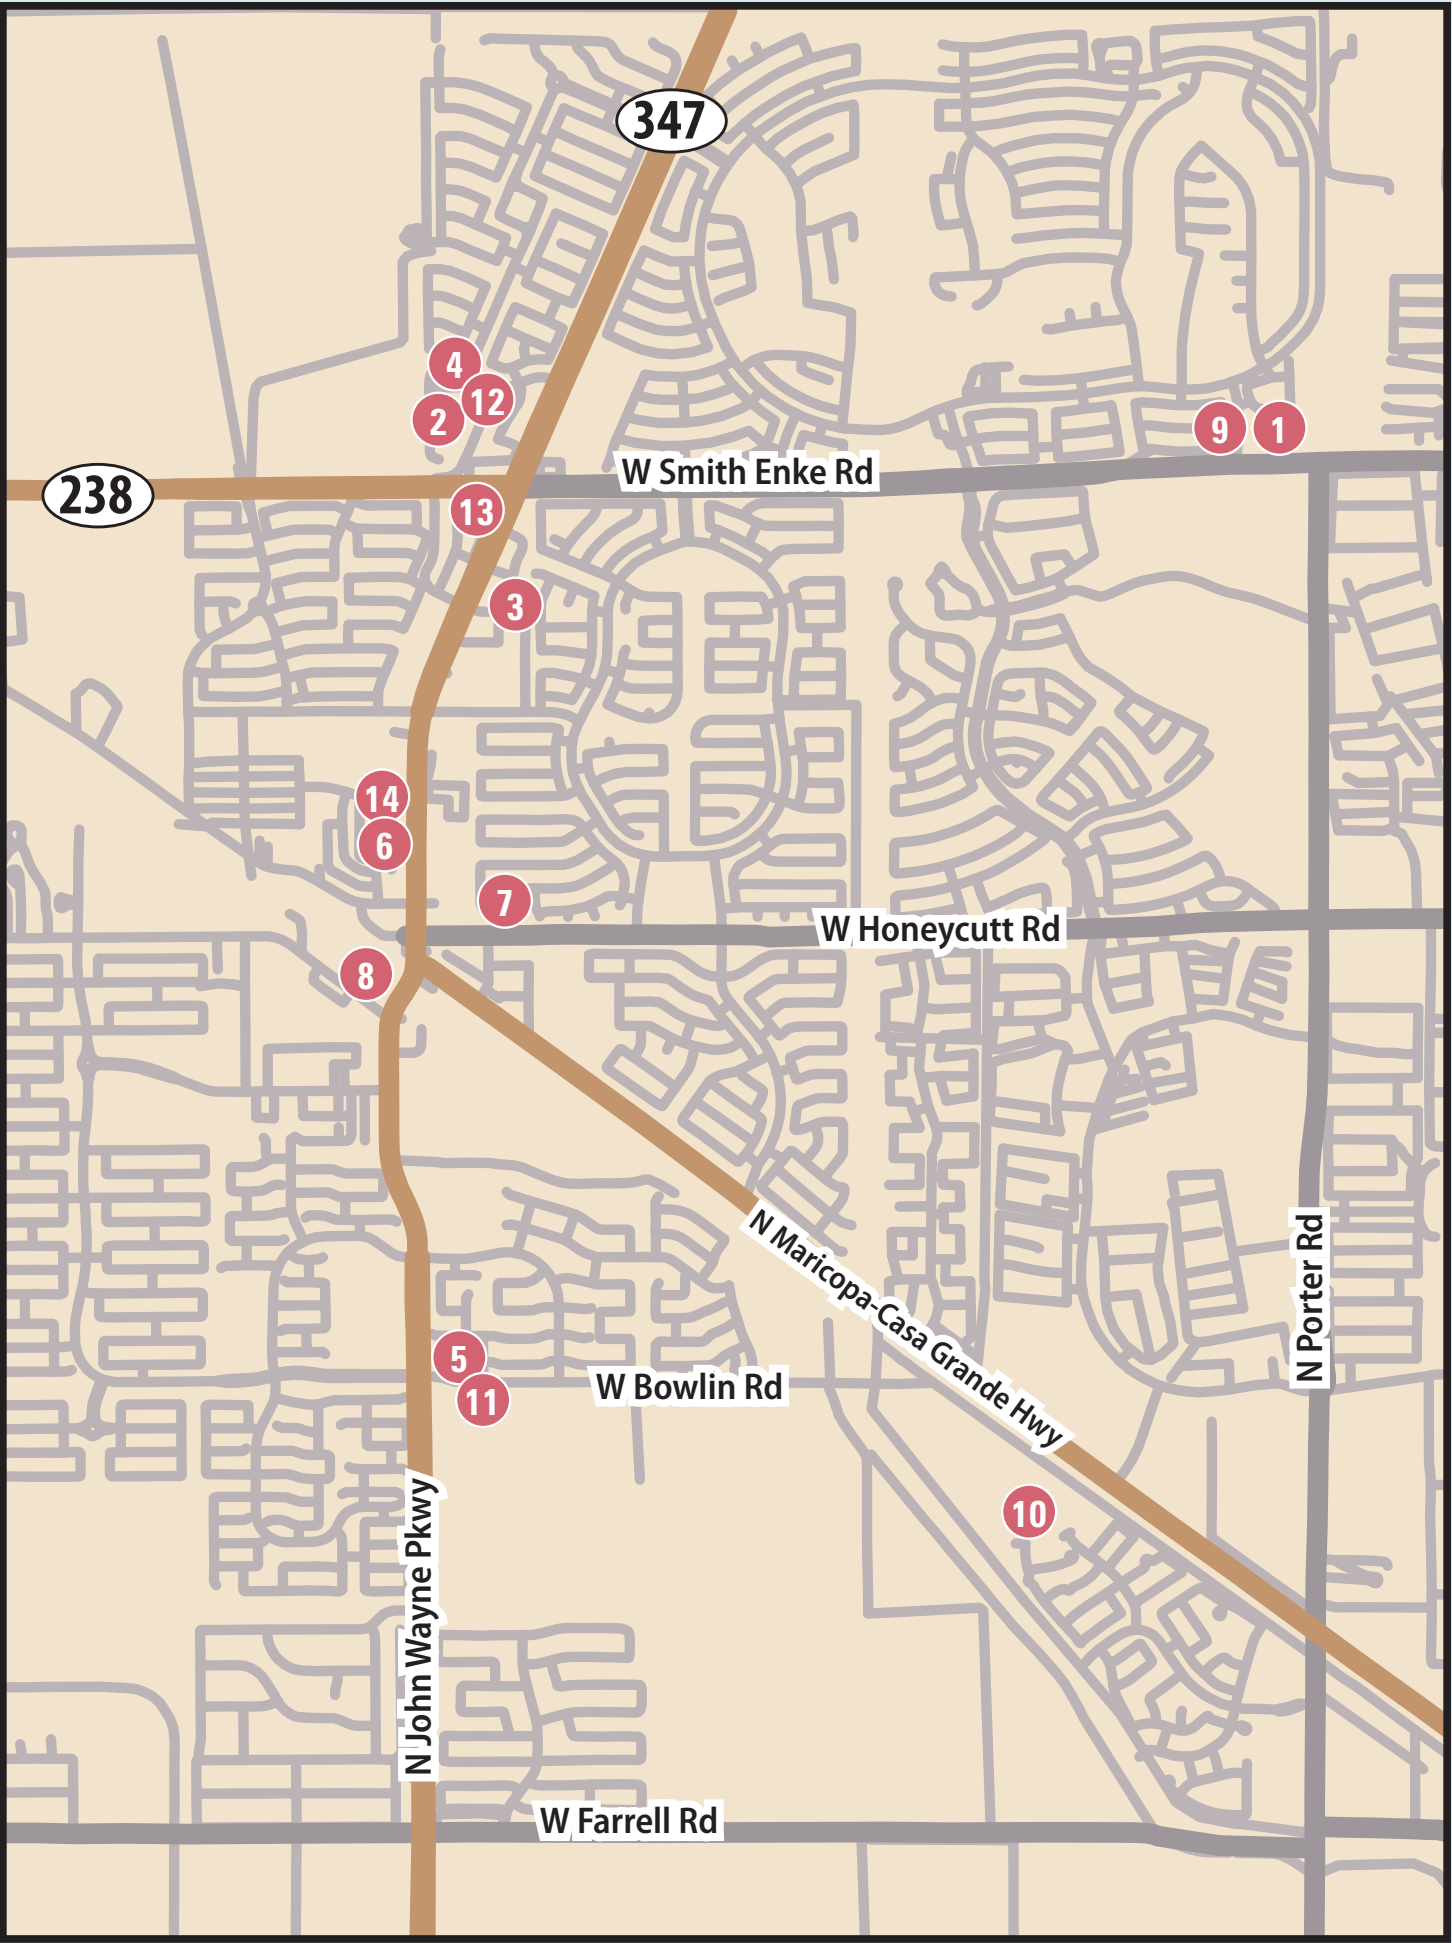 347
4
12
2
9
1
W Smith Enke Rd
238
13
3
14
6
7
W Honeycutt Rd
8
N Maricopa-Casa Grande Hwy
N Porter Rd
5
W Bowlin Rd
11
N John Wayne Pkwy
10
W Farrell Rd